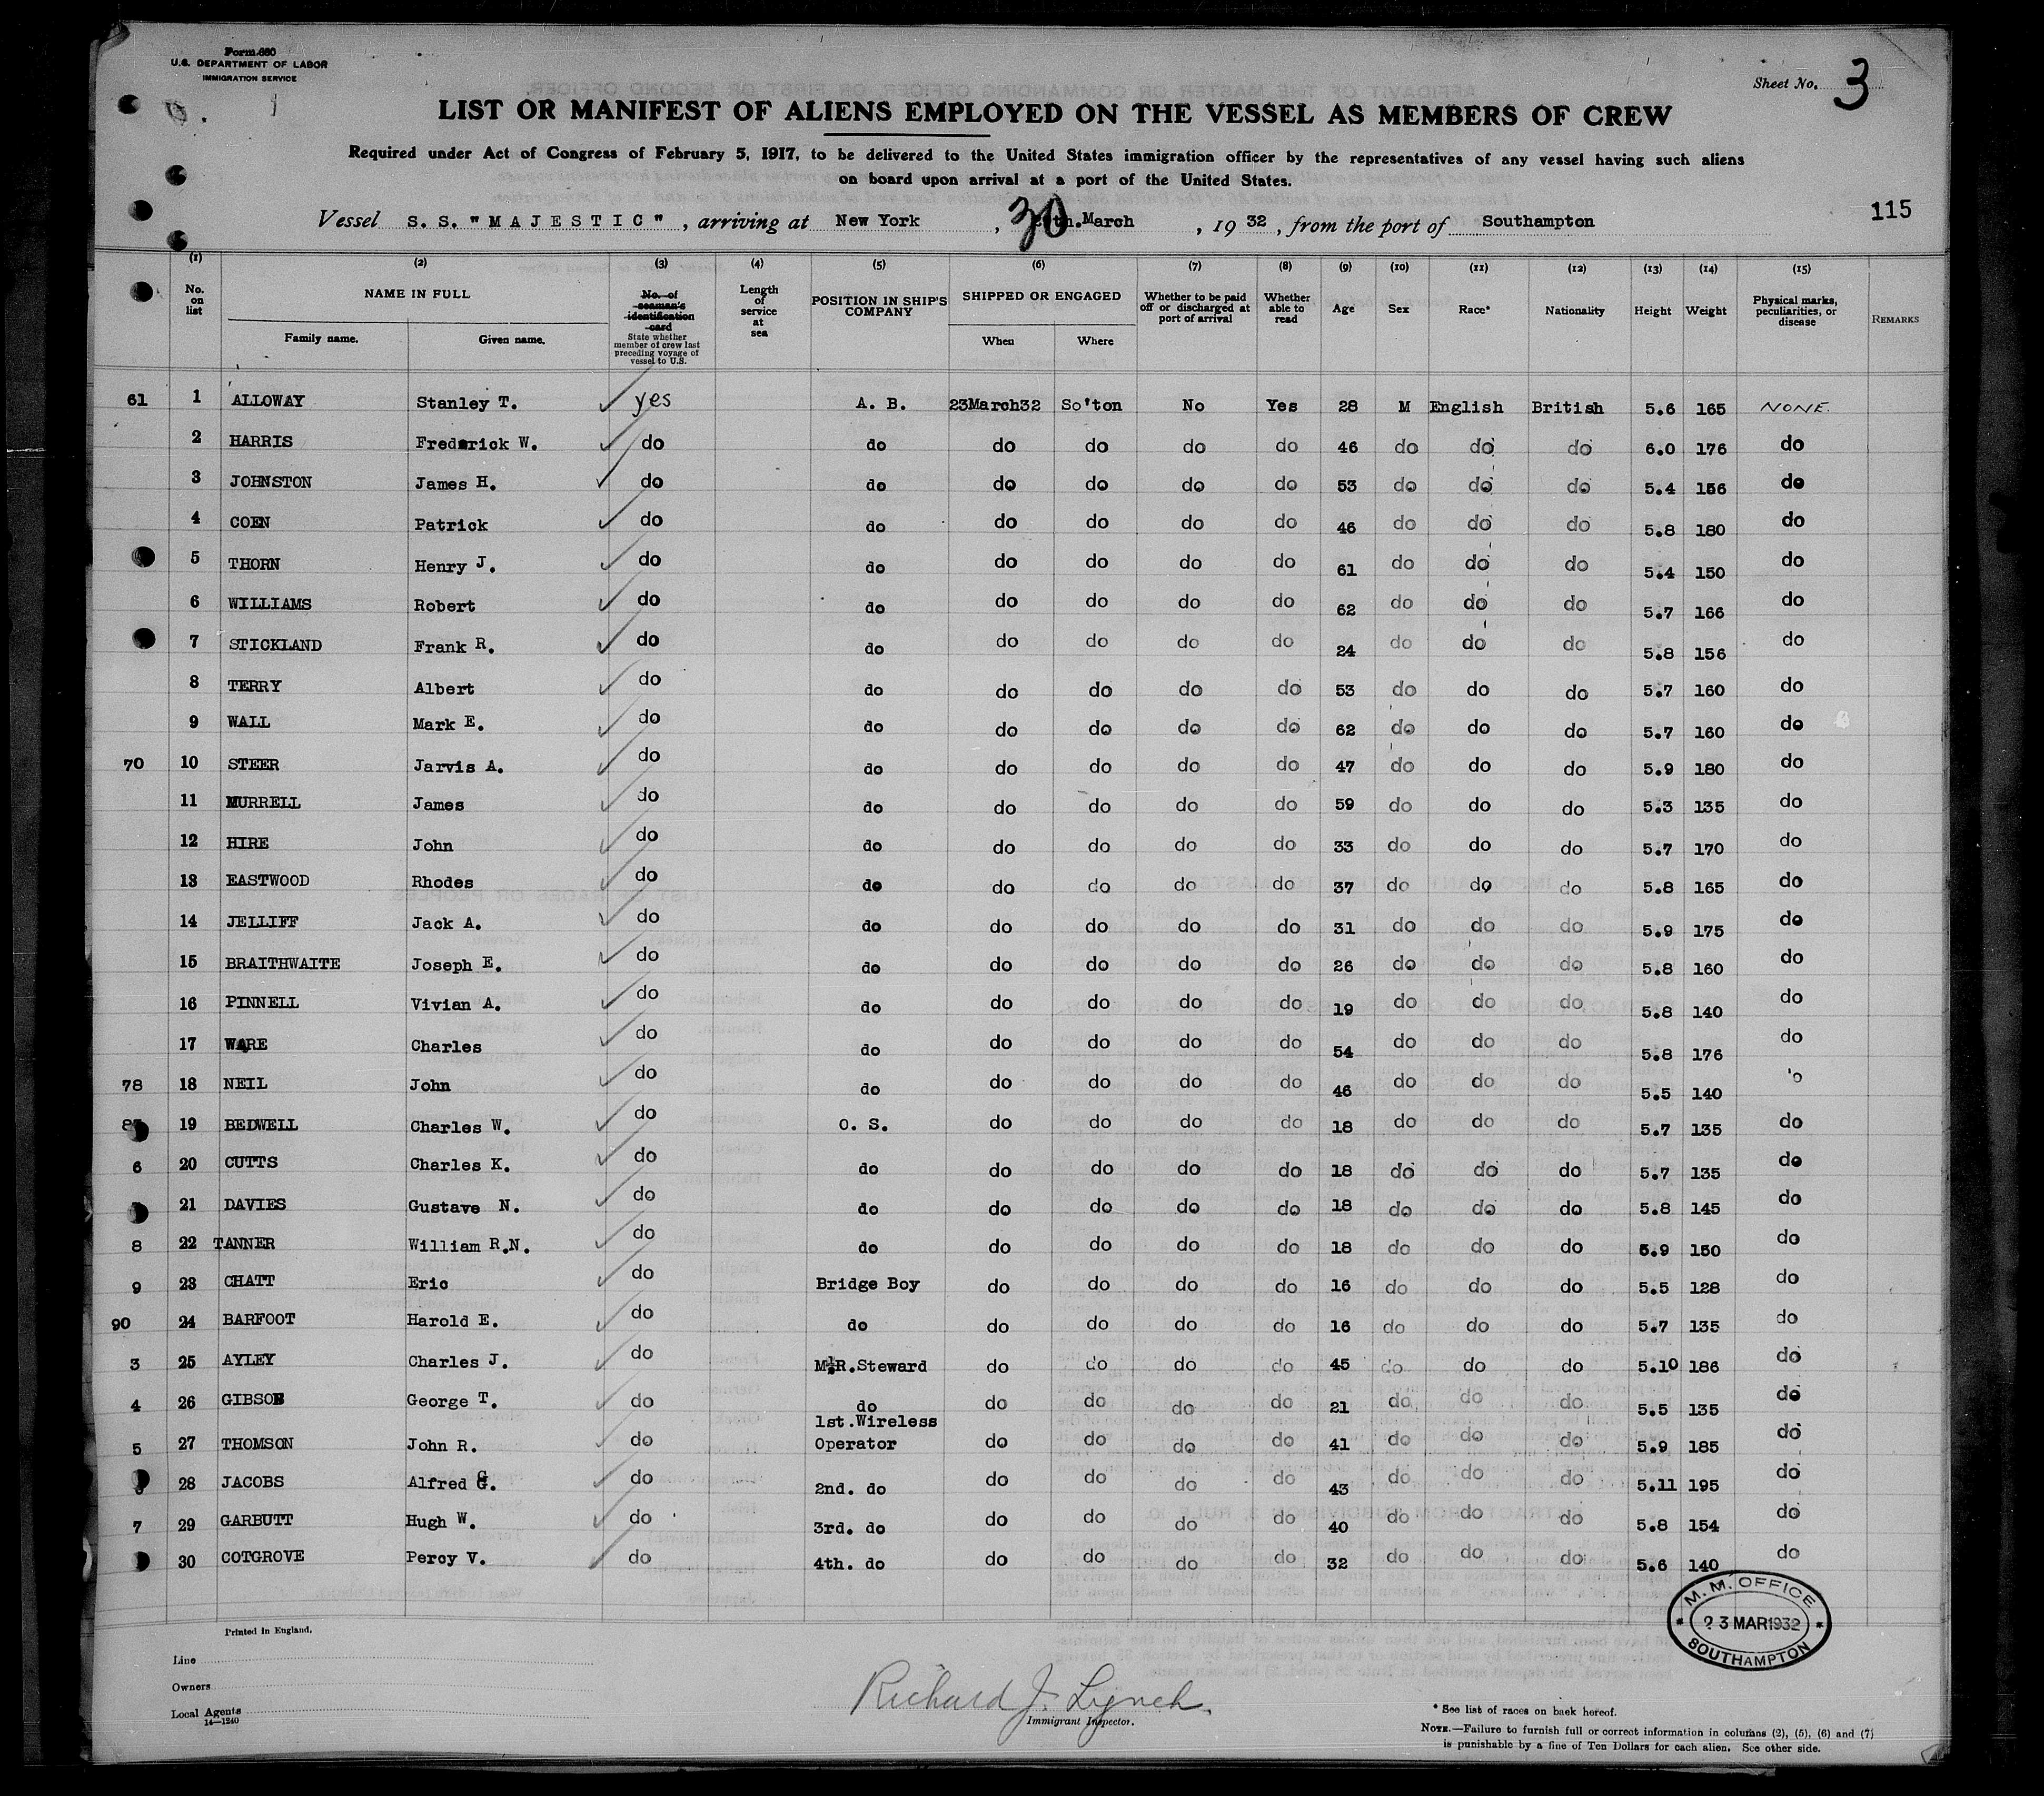 Form 680
U.S. DEPARTMENT OF LABOR
IMMIGRATION SERVICE
Sheet No. 3
LIST OR MANIFEST OF ALIENS EMPLOYED ON THE VESSEL AS MEMBERS OF CREW
Required under Act of Congress of February 5, 1917, to be delivered to the United States immigration officer by the representatives of any vessel having such aliens
on board upon arrival at a port of the United States.
115
Vessel S. S. "MAJESTIC", arriving at New York, 30 March, 1932, from the port of Southampton
(1) (2) (3) (4) (5) (6) (7) (8) (9) (10) (11) (12) (13) (14) (15)
No. on list
NAME IN FULL
Family name. Given name.
No. of seaman's identification card
State whether member of crew last preceding voyage of vessel to U.S.
Length of service at sea
POSITION IN SHIP'S COMPANY
SHIPPED OR ENGAGED
When Where
Whether to be paid off or discharged at port of arrival
Whether able to read
Age
Sex
Race*
Nationality
Height
Weight
Physical marks, peculiarities, or disease
REMARKS
61 1 ALLOWAY Stanley T. yes A. B. 23March32 So'ton No Yes 28 M English British 5.6 165 NONE.
2 HARRIS Frederick W. do do do do do do 46 do do do 6.0 176 do
3 JOHNSTON James H. do do do do do do 53 do do do 5.4 156 do
4 COEN Patrick do do do do do do 46 do do do 5.8 180 do
5 THORN Henry J. do do do do do do 61 do do do 5.4 150 do
6 WILLIAMS Robert do do do do do do 62 do do do 5.7 166 do
7 STICKLAND Frank R. do do do do do do 24 do do do 5.8 156 do
8 TERRY Albert do do do do do do 53 do do do 5.7 160 do
9 WALL Mark E. do do do do do do 62 do do do 5.7 160 do
70 10 STEER Jarvis A. do do do do do do 47 do do do 5.9 180 do
11 MURRELL James do do do do do do 59 do do do 5.3 135 do
12 HIRE John do do do do do do 33 do do do 5.7 170 do
13 EASTWOOD Rhodes do do do do do do 37 do do do 5.8 165 do
14 JELLIFF Jack A. do do do do do do 31 do do do 5.9 175 do
15 BRAITHWAITE Joseph E. do do do do do do 26 do do do 5.8 160 do
16 PINNELL Vivian A. do do do do do do 19 do do do 5.8 140 do
17 WARE Charles do do do do do do 54 do do do 5.8 176 do
78 18 NEIL John do do do do do do 46 do do do 5.5 140
19 BEDWELL Charles W. do O. S. do do do do 18 do do do 5.7 135 do
6 20 CUTTS Charles K. do do do do do do 18 do do do 5.7 135 do
21 DAVIES Gustave N. do do do do do do 18 do do do 5.8 145 do
8 22 TANNER William R.N. do do do do do do 18 do do do 5.9 150 do
9 23 CHATT Eric do Bridge Boy do do do do 16 do do do 5.5 128 do
90 24 BARFOOT Harold E. do do do do do do 16 do do do 5.7 135 do
3 25 AYLEY Charles J. do R.Steward do do do do 45 do do do 5.10 186 do
4 26 GIBSON George T. do do do do do do 21 do do do 5.5 135 do
5 27 THOMSON John R. do 1st.Wireless Operator do do do do 41 do do do 5.9 185 do
28 JACOBS Alfred G. do 2nd. do do do do do 43 do do do 5.11 195 do
7 29 GARBUTT Hugh W. do 3rd. do do do do do 40 do do do 5.8 154 do
30 COTGROVE Percy V. do 4th. do do do do do 32 do do do 5.6 140 do
M. M. OFFICE
23 MAR 1932
SOUTHAMPTON
Printed in England.
Line
Owners
Local Agents
14—1240
Richard J. Lynch.
Immigrant Inspector.
* See list of races on back hereof.
NOTE.—Failure to furnish full or correct information in columns (2), (5), (6) and (7)
is punishable by a fine of Ten Dollars for each alien. See other side.